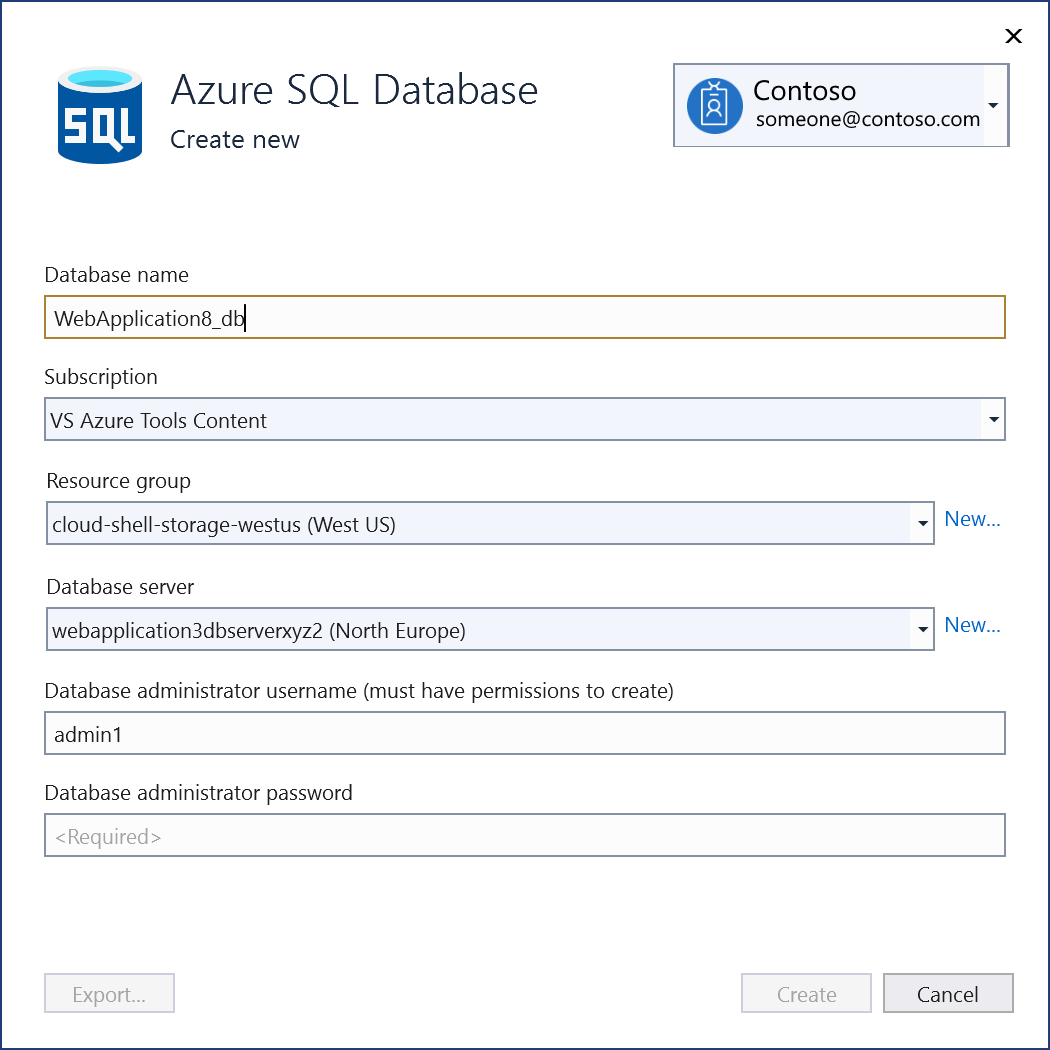 SQL
Azure SQL Database
Create new
Contoso
someone@contoso.com
Database name
WebApplication8_db
Subscription
VS Azure Tools Content
Resource group
cloud-shell-storage-westus (West US)
New...
Database server
webapplication3dbserverxyz2 (North Europe)
New...
Database administrator username (must have permissions to create)
admin1
Database administrator password
<Required>
Export...
Create
Cancel